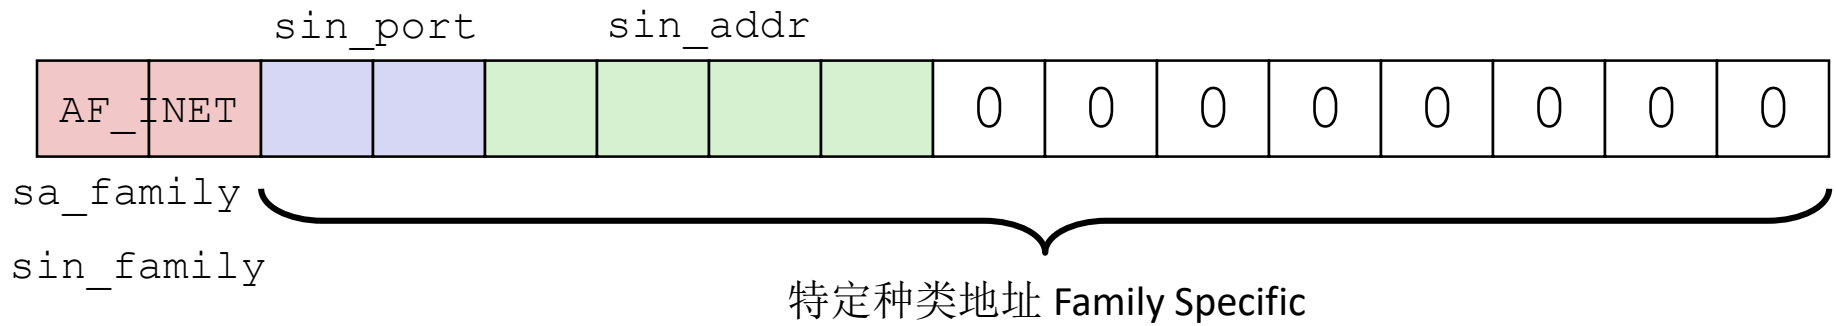 sin_port sin_addr
AF_INET 0 0 0 0 0 0 0 0
sa_family
sin_family
特定种类地址 Family Specific